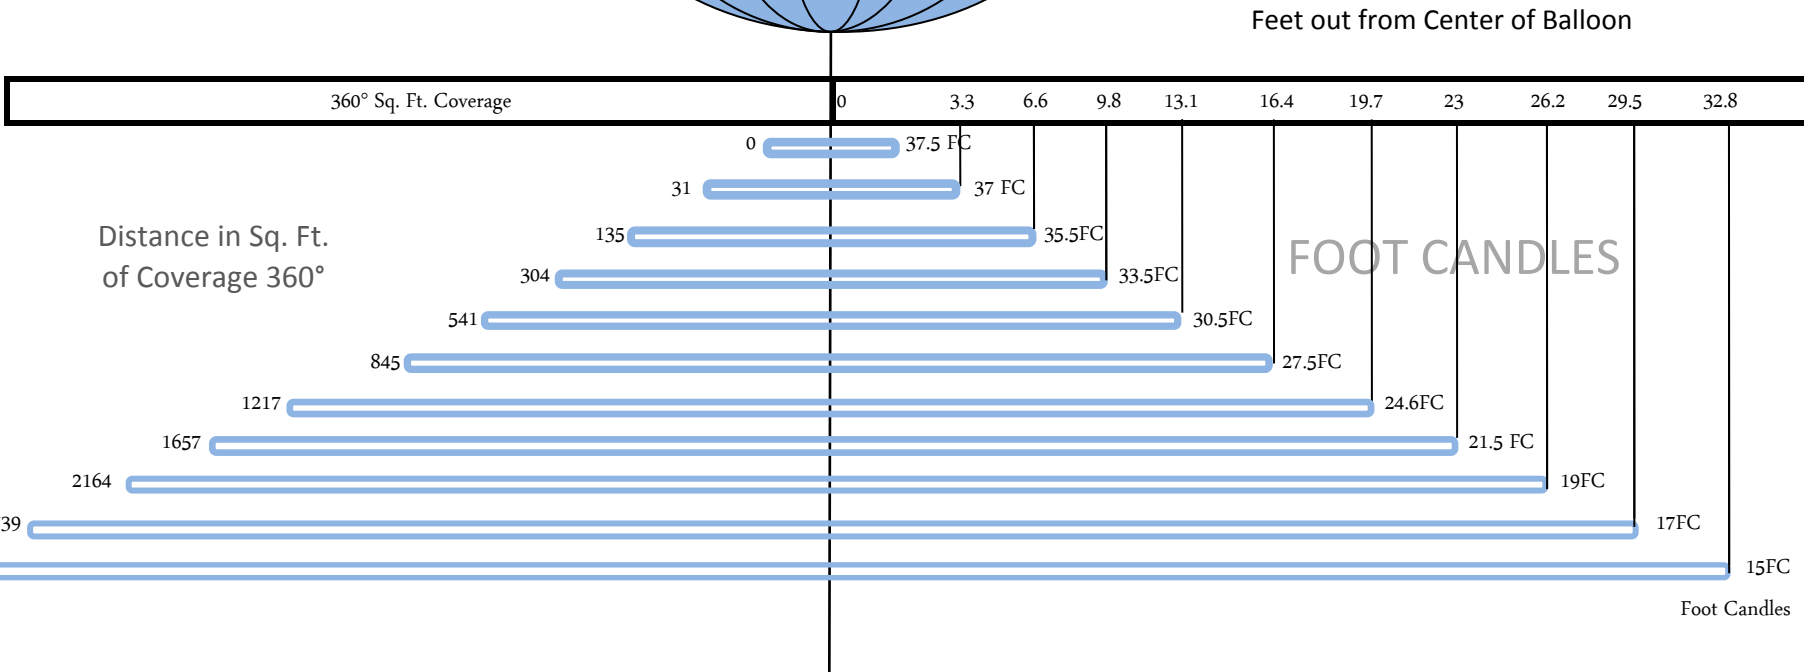 Feet out from Center of Balloon
360° Sq. Ft. Coverage 0 3.3 6.6 9.8 13.1 16.4 19.7 23 26.2 29.5 32.8
0 37.5 FC
31 37 FC
135 35.5FC
Distance in Sq. Ft.
of Coverage 360°
FOOT CANDLES
304 33.5FC
541 30.5FC
845 27.5FC
1217 24.6FC
1657 21.5 FC
2164 19FC
39 17FC
15FC
Foot Candles